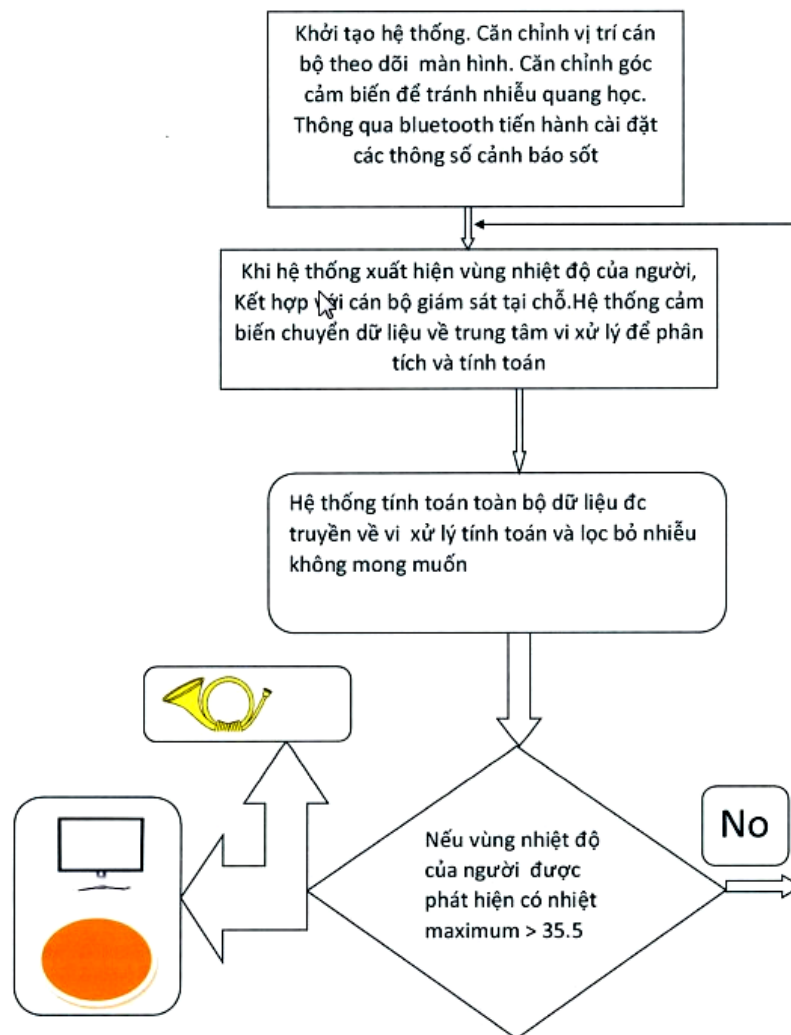 Khởi tạo hệ thống. Căn chỉnh vị trí cán
bộ theo dõi màn hình. Căn chỉnh góc
cảm biến để tránh nhiễu quang học.
Thông qua bluetooth tiến hành cài đặt
các thông số cảnh báo sốt
Khi hệ thống xuất hiện vùng nhiệt độ của người,
Kết hợp với cán bộ giám sát tại chỗ.Hệ thống cảm
biến chuyển dữ liệu về trung tâm vi xử lý để phân
tích và tính toán
Hệ thống tính toán toàn bộ dữ liệu đc
truyền về vi xử lý tính toán và lọc bỏ nhiễu
không mong muốn
Nếu vùng nhiệt độ
của người được
phát hiện có nhiệt
maximum > 35.5
No